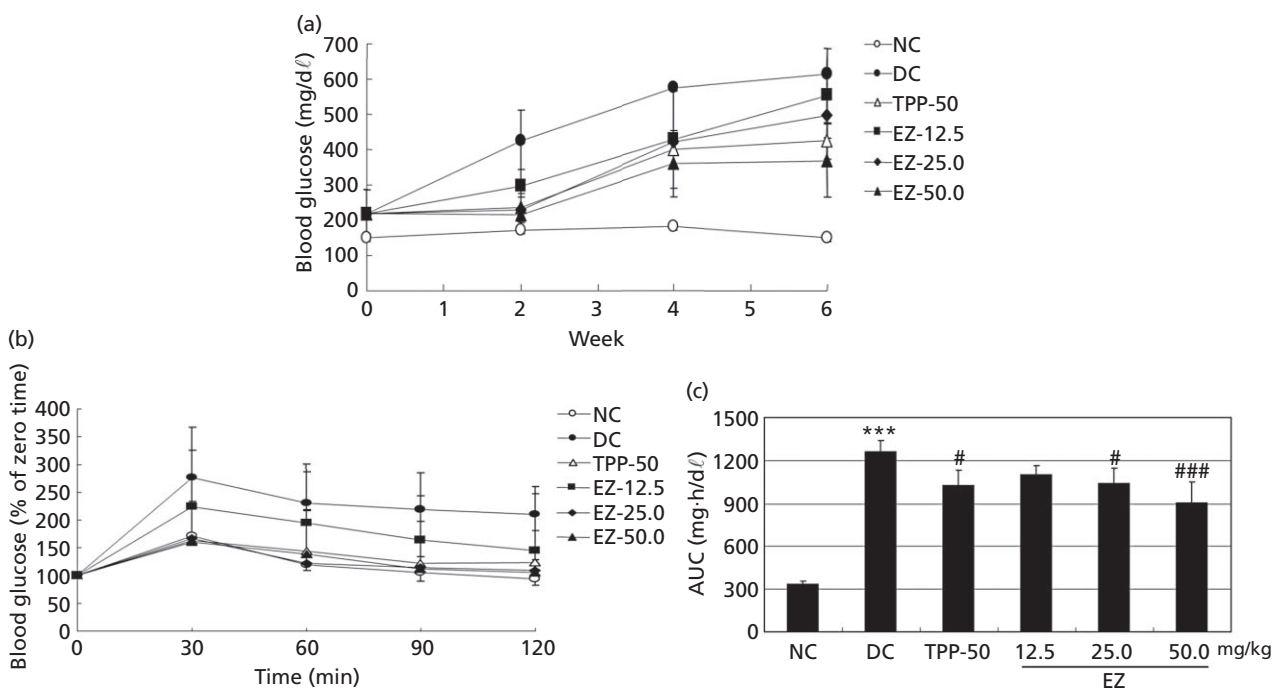 (a)
Blood glucose (mg/dℓ)
700
600
500
400
300
200
100
0
0 1 2 3 4 5 6
Week
NC
DC
TPP-50
EZ-12.5
EZ-25.0
EZ-50.0
(b)
Blood glucose (% of zero time)
400
350
300
250
200
150
100
50
0
0 30 60 90 120
Time (min)
NC
DC
TPP-50
EZ-12.5
EZ-25.0
EZ-50.0
(c)
AUC (mg·h/dℓ)
1500
1200
900
600
300
0
***
#
#
###
NC DC TPP-50 12.5 25.0 50.0 mg/kg
EZ